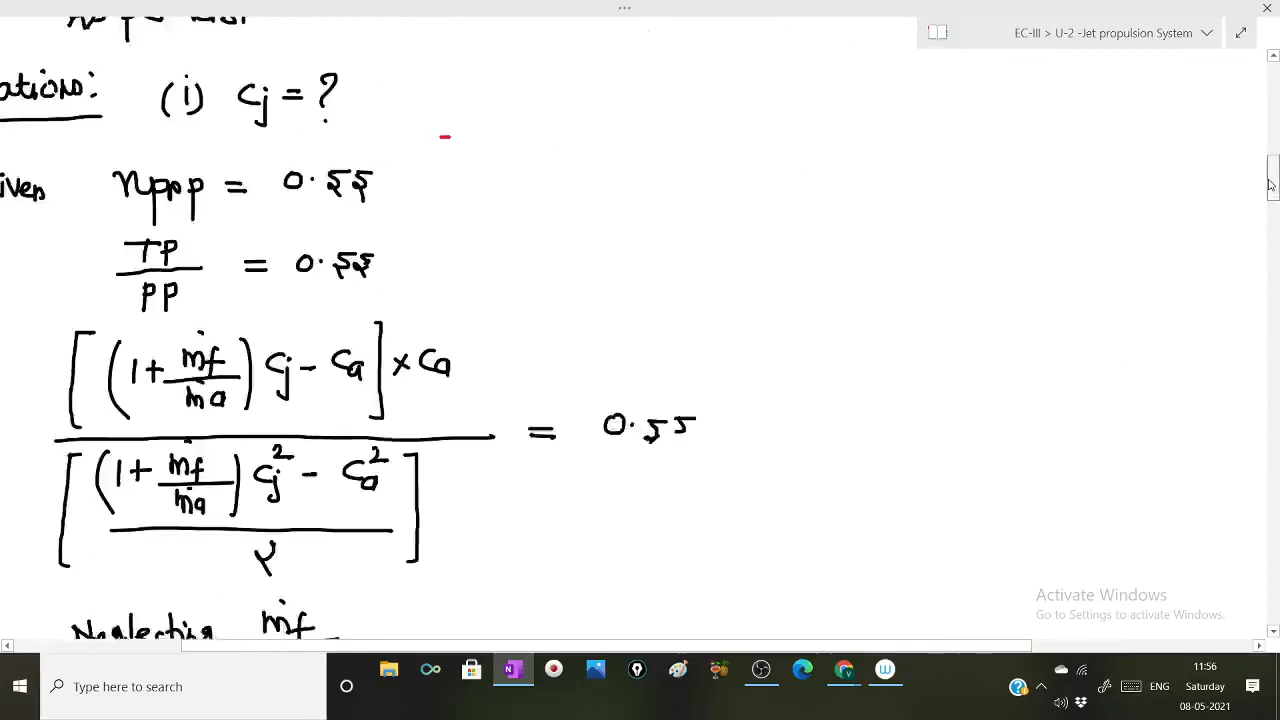 EC-III > U-2 -Jet propulsion System
ations: (i) Cj = ?
iven ηprop = 0.55
TP / PP = 0.55
[(1 + ṁf/ṁa) Cj - Ca] × Ca
= 0.55
[((1 + ṁf/ṁa) Cj² - Ca²) / 2]
Neglecting ṁf
Activate Windows
Go to Settings to activate Windows.
Type here to search
ENG
11:56
Saturday
08-05-2021